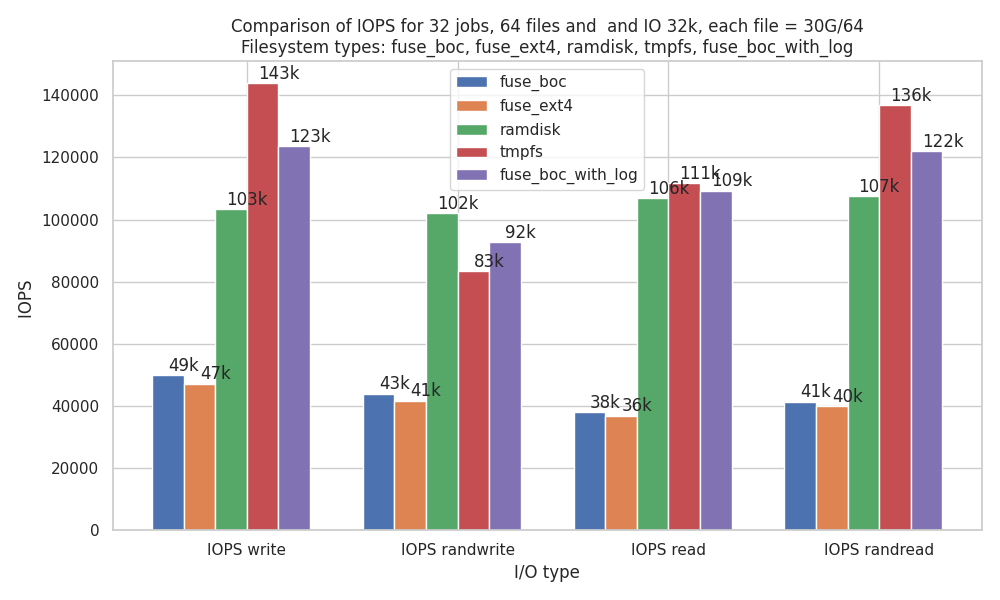 Comparison of IOPS for 32 jobs, 64 files and  and IO 32k, each file = 30G/64
Filesystem types: fuse_boc, fuse_ext4, ramdisk, tmpfs, fuse_boc_with_log
IOPS
140000
120000
100000
80000
60000
40000
20000
0
fuse_boc
fuse_ext4
ramdisk
tmpfs
fuse_boc_with_log
49k
47k
103k
143k
123k
43k
41k
102k
83k
92k
38k
36k
106k
111k
109k
41k
40k
107k
136k
122k
IOPS write
IOPS randwrite
IOPS read
IOPS randread
I/O type